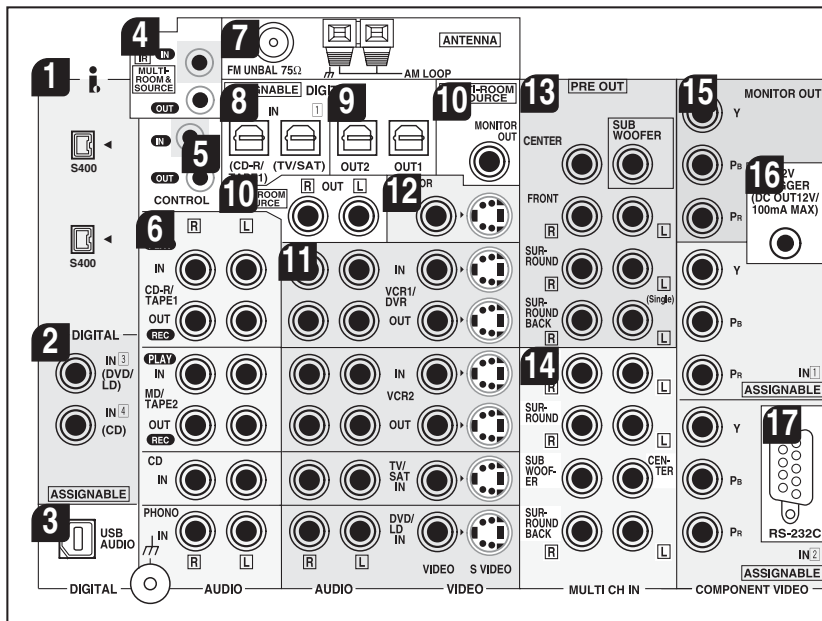 1
S400
S400
2
DIGITAL
IN 3
(DVD/
LD)
IN 4
(CD)
ASSIGNABLE
3
USB
AUDIO
DIGITAL
4
IR
IN
MULTI-
ROOM &
SOURCE
OUT
IN
5
OUT
CONTROL
6
R
L
IN
CD-R/
TAPE1
OUT
REC
PLAY
IN
MD/
TAPE2
OUT
REC
CD
IN
PHONO
IN
R
L
AUDIO
7
FM UNBAL 75Ω
ANTENNA
AM LOOP
8
IN
1
(CD-R/
(TV/SAT)
9
OUT2
OUT1
10
MONITOR
OUT
10
R
OUT
L
11
12
IN
VCR1/
DVR
OUT
IN
VCR2
OUT
TV/
SAT
IN
DVD/
LD
IN
R
L
VIDEO
S VIDEO
AUDIO
VIDEO
13
PRE OUT
CENTER
SUB
WOOFER
FRONT
R
L
SUR-
ROUND
R
L
SUR-
ROUND
BACK
(Single)
R
L
14
R
L
SUR-
ROUND
R
L
SUB
WOOF-
ER
CEN-
TER
SUR-
ROUND
BACK
R
L
MULTI CH IN
15
MONITOR OUT
Y
PB
PR
16
(DC OUT12V/
100mA MAX)
Y
PB
PR
IN 1
ASSIGNABLE
17
Y
PB
PR
RS-232C
IN 2
ASSIGNABLE
COMPONENT VIDEO